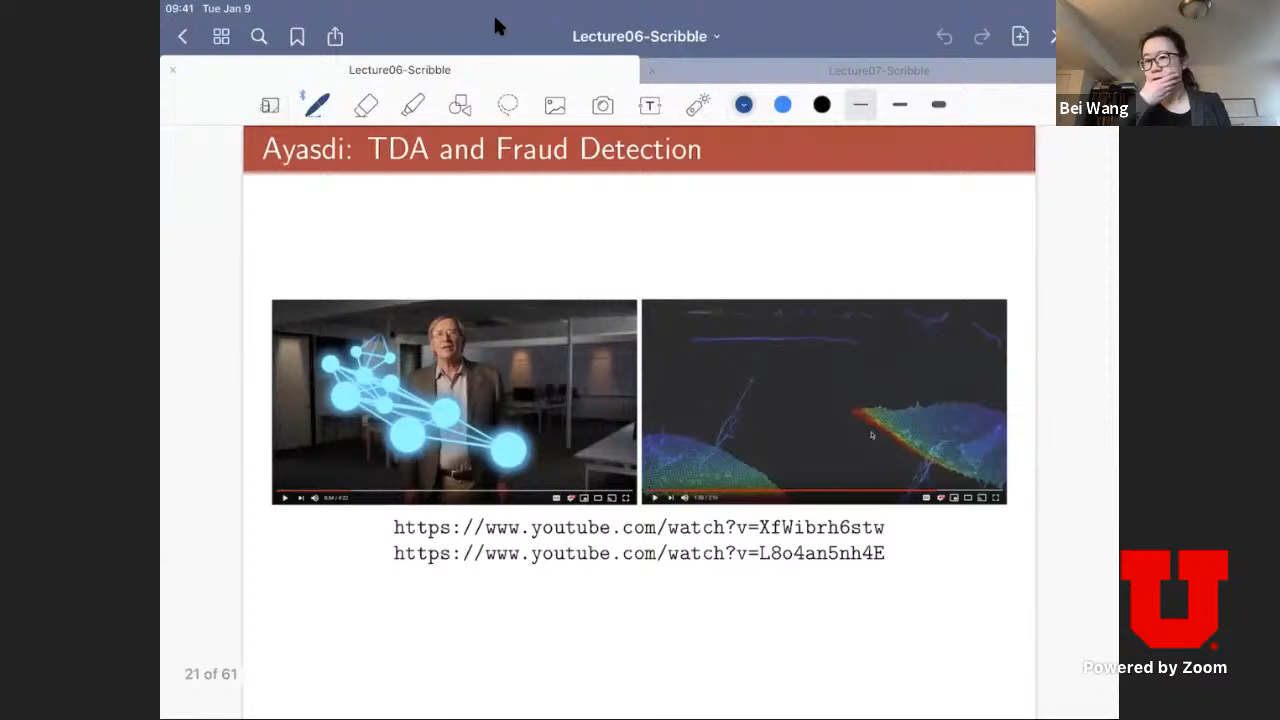 09:41 Tue Jan 9
Lecture06-Scribble
Lecture06-Scribble
Lecture07-Scribble
T
Bei Wang
Ayasdi: TDA and Fraud Detection
https://www.youtube.com/watch?v=XfWibrh6stw
https://www.youtube.com/watch?v=L8o4an5nh4E
21 of 61
U
Powered by Zoom